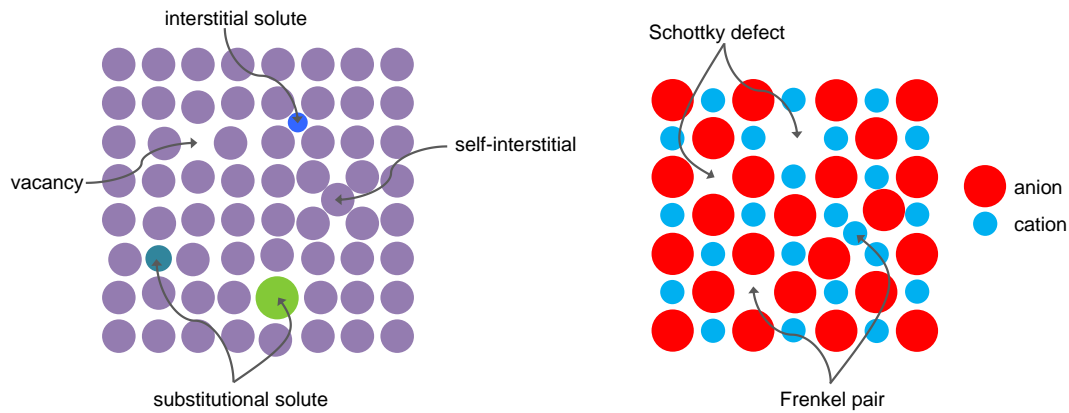 interstitial solute
self-interstitial
vacancy
substitutional solute
Schottky defect
anion
cation
Frenkel pair